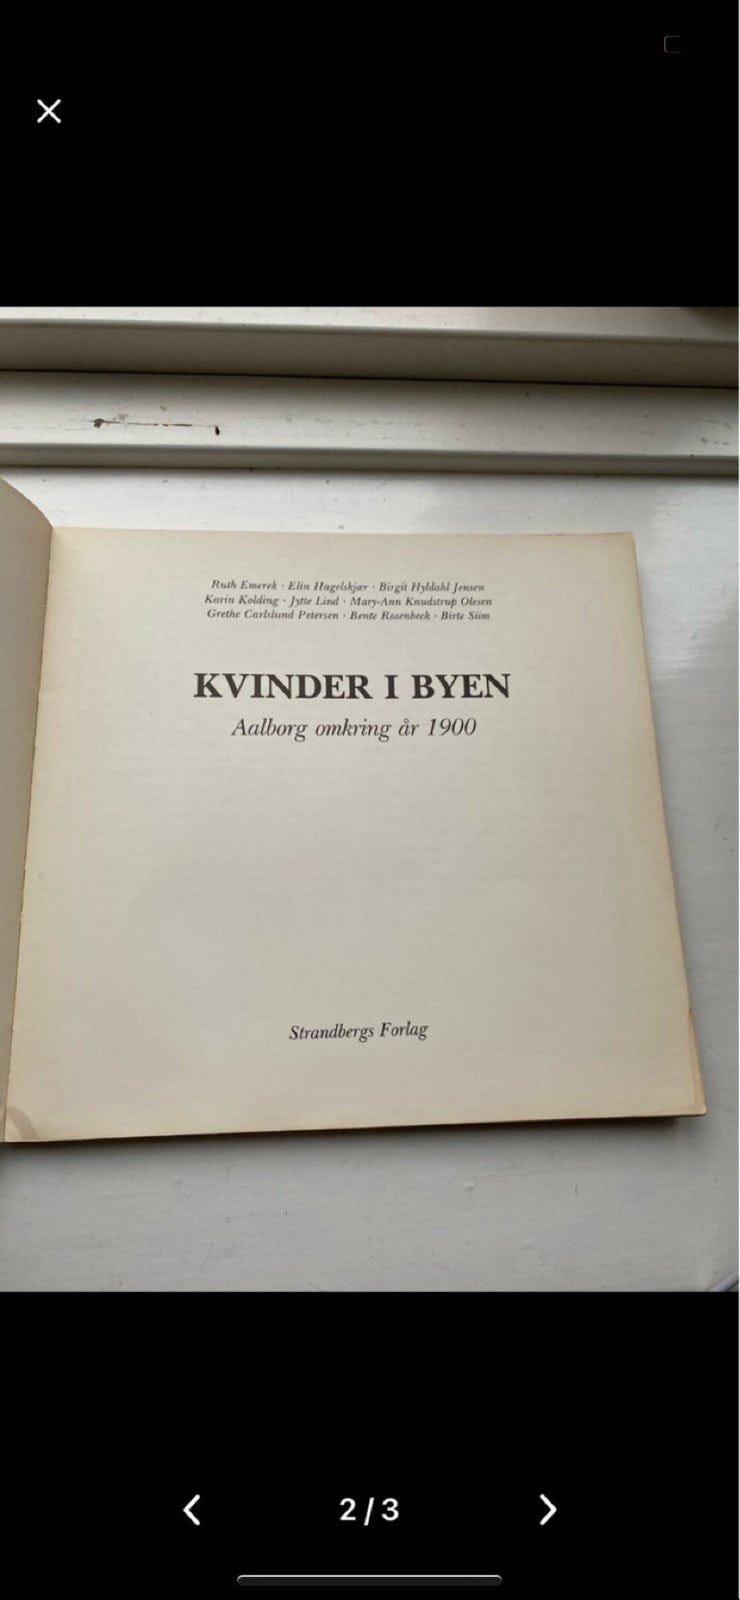 Ruth Emerek · Elin Hagelskjær · Birgit Hyldahl Jensen
Karin Kolding · Jytte Lind · Mary-Ann Knudstrup Olesen
Grethe Carlslund Petersen · Bente Rosenbeck · Birte Siim
KVINDER I BYEN
Aalborg omkring år 1900
Strandbergs Forlag
2/3